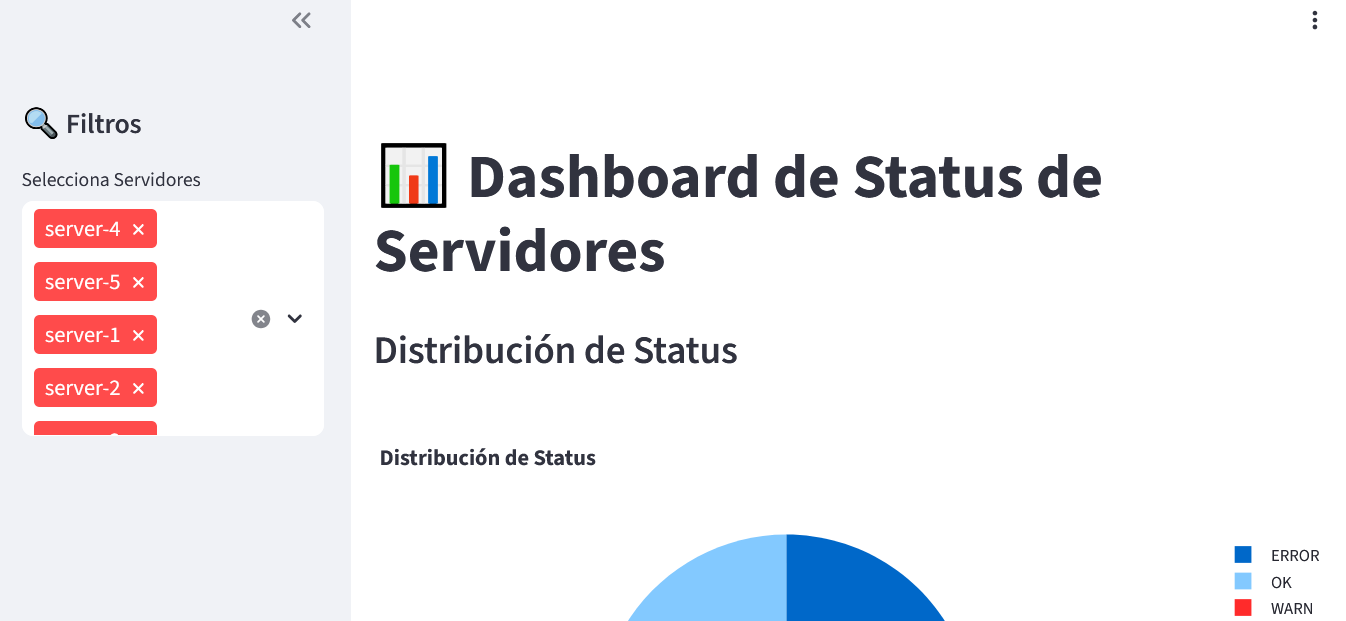 Filtros
Selecciona Servidores
server-4
server-5
server-1
server-2
Dashboard de Status de
Servidores
Distribución de Status
Distribución de Status
ERROR
OK
WARN